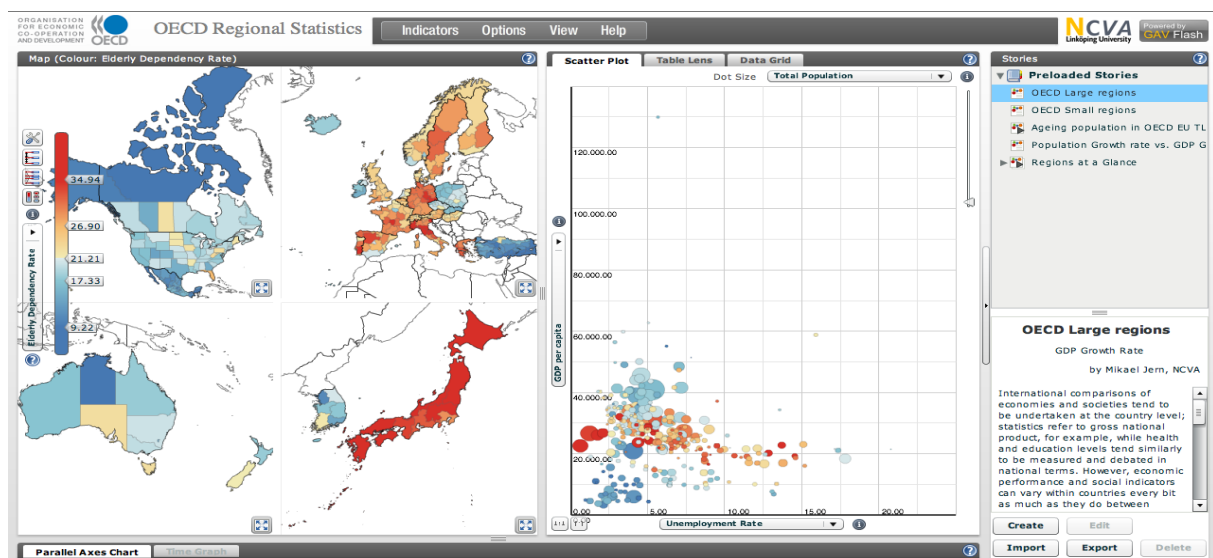 ORGANISATION
FOR ECONOMIC
CO-OPERATION
AND DEVELOPMENT
OECD
OECD Regional Statistics
Indicators Options View Help
NCVA
Linköping University
Powered by
GAV Flash
Map (Colour: Elderly Dependency Rate)
34.94
26.90
21.21
17.33
9.22
Elderly Dependency Rate
Scatter Plot Table Lens Data Grid
Dot Size Total Population
120.000.00
100.000.00
80.000.00
60.000.00
40.000.00
20.000.00
GDP per capita
0.00 5.00 10.00 15.00 20.00
Unemployment Rate
Stories
Preloaded Stories
OECD Large regions
OECD Small regions
Ageing population in OECD EU TL
Population Growth rate vs. GDP G
Regions at a Glance
OECD Large regions
GDP Growth Rate
by Mikael Jern, NCVA
International comparisons of
economies and societies tend to
be undertaken at the country level;
statistics refer to gross national
product, for example, while health
and education levels tend similarly
to be measured and debated in
national terms. However, economic
performance and social indicators
can vary within countries every bit
as much as they do between
Create Edit
Import Export Delete
Parallel Axes Chart Time Graph